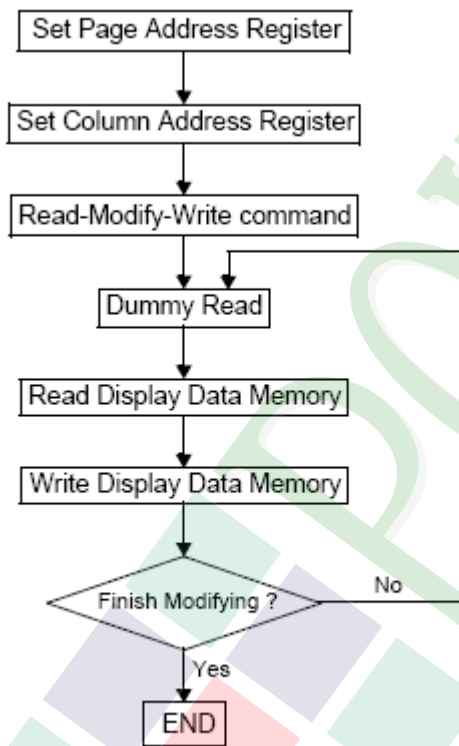 Set Page Address Register
Set Column Address Register
Read-Modify-Write command
Dummy Read
Read Display Data Memory
Write Display Data Memory
Finish Modifying ?
No
Yes
END